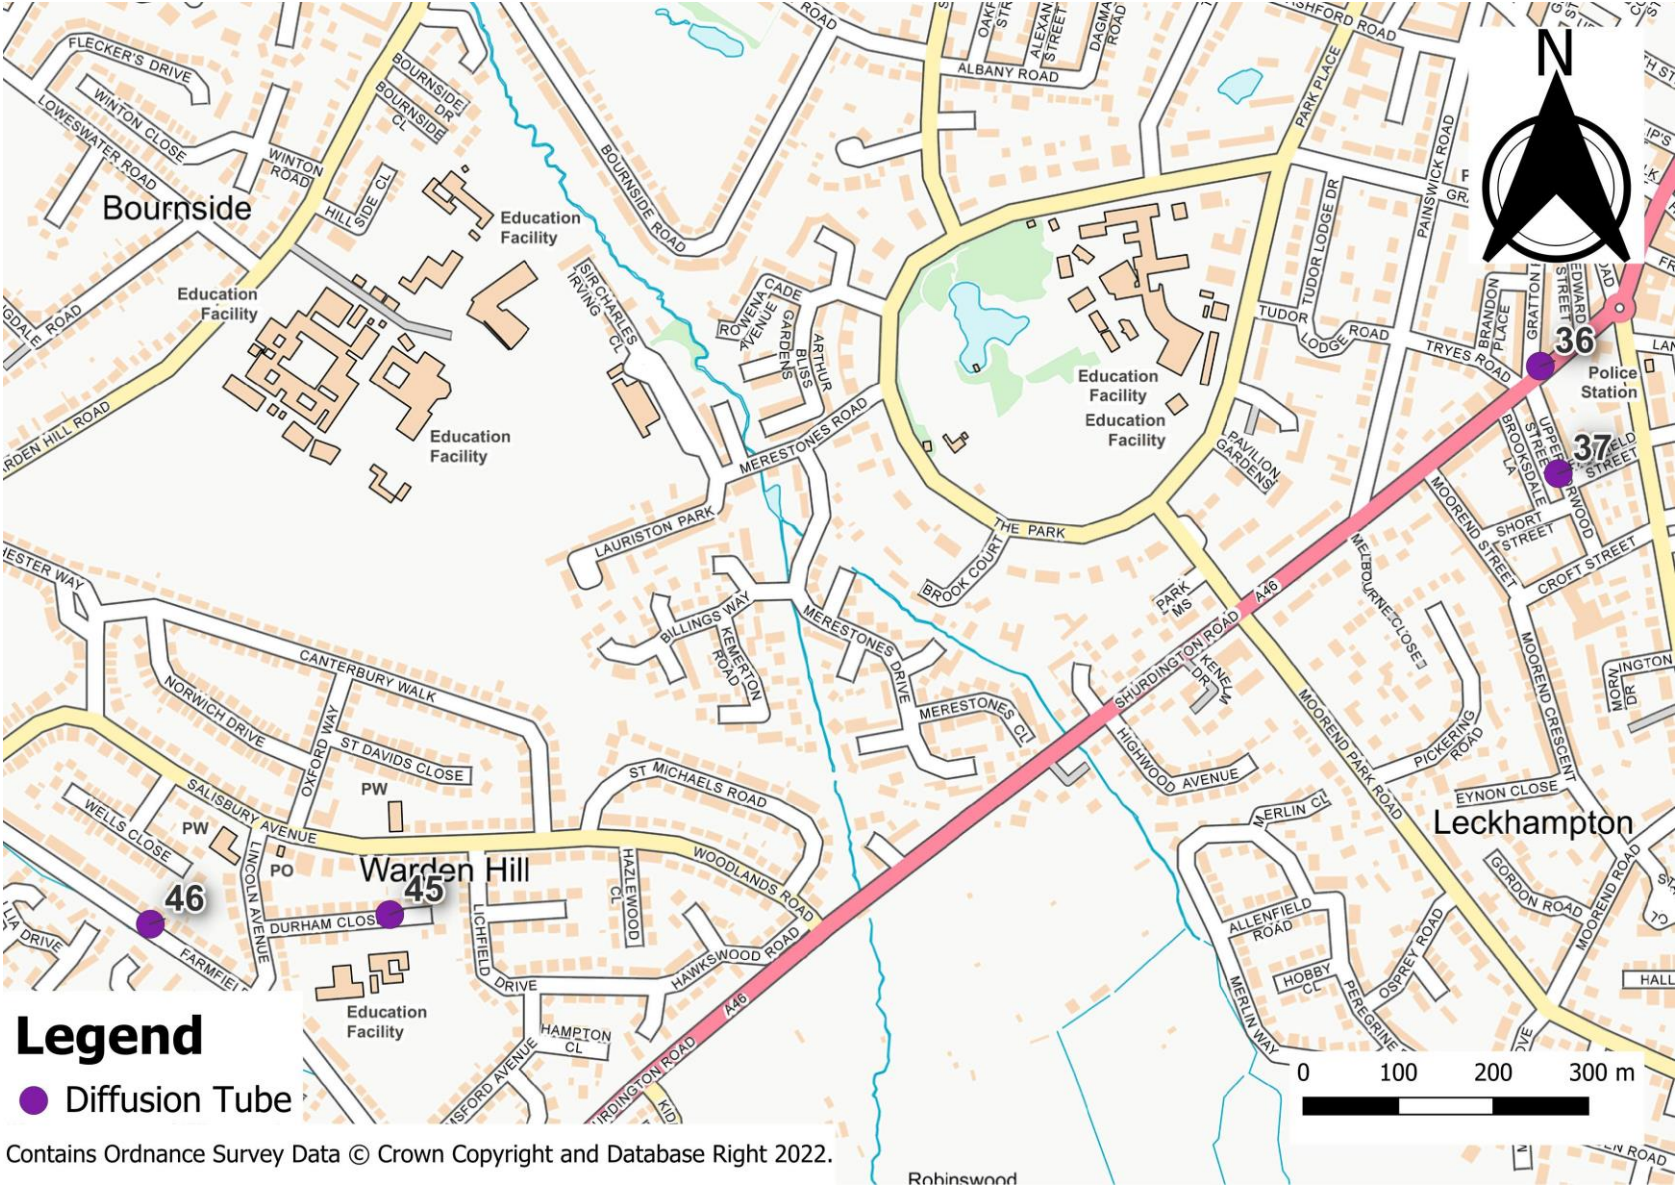 FLECKER'S DRIVE
WINTON CLOSE
LOWESWATER ROAD
WINTON
ROAD
Bournside
HILL
SIDE CL
BOURNSIDE
DR
BOURNSIDE
CL
Education
Facility
Education
Facility
Education
Facility
ROAD
BOURNSIDE ROAD
SIR CHARLES
IRVING CL
ROWENA CADE
AVENUE
GARDENS
ARTHUR
BLISS
MERESTONES ROAD
LAURISTON PARK
ROAD
ALBANY ROAD
DAGMAR
ROAD
STREET
PARK PLACE
ROAD
PAINSWICK ROAD
TUDOR LODGE DR
TUDOR
LODGE
ROAD
TRYES ROAD
BRANDON
PLACE
GRATTON
STREET
EDWARD
N
36
Police
Station
37
UPPER
BROOKSDALE
LA
STREET
SHORT
STREET
CROFT STREET
MOOREND STREET
MOOREND CRESCENT
Education
Facility
Education
Facility
PAVILION
GARDENS
THE PARK
BROOK COURT
PARK
MS
A46
SHURDINGTON ROAD
KENELM
DR
MELBOURNE CLOSE
PICKERING
ROAD
MOOREND PARK ROAD
HIGHWOOD
AVENUE
EYNON CLOSE
Leckhampton
MERLIN CL
GORDON ROAD
MOOREND ROAD
ALLENFIELD
ROAD
HOBBY
CL
OSPREY ROAD
PEREGRINE
MERLIN WAY
BILLINGS WAY
KEMERTON
ROAD
MERESTONES DRIVE
MERESTONES CL
CANTERBURY WALK
NORWICH DRIVE
OXFORD WAY
ST DAVIDS CLOSE
ST MICHAELS ROAD
SALISBURY AVENUE
WELLS CLOSE
PW
PW
PO
Warden Hill
45
46
LINCOLN AVENUE
LICHFIELD
DRIVE
HAZLEWOOD
CL
WOODLANDS ROAD
HAWKSWOOD ROAD
HAMPTON
CL
A46
Education
Facility
Robinswood
Legend
Diffusion Tube
0 100 200 300 m
Contains Ordnance Survey Data © Crown Copyright and Database Right 2022.